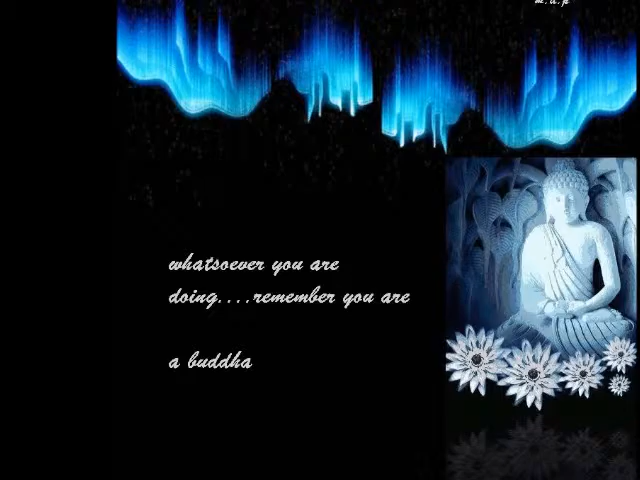 m.a.p
whatsoever you are
doing....remember you are
a buddha